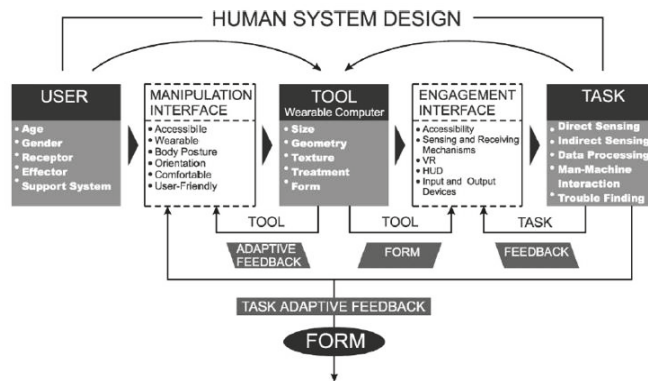 HUMAN SYSTEM DESIGN
USER
• Age
• Gender
• Receptor
• Effector
• Support System
MANIPULATION
INTERFACE
• Accessibile
• Wearable
• Body Posture
• Orientation
• Comfortable
• User-Friendly
TOOL
Wearable Computer
• Size
• Geometry
• Texture
• Treatment
• Form
ENGAGEMENT
INTERFACE
• Accessibility
• Sensing and Receiving
Mechanisms
• VR
• HUD
• Input and Output
Devices
TASK
• Direct Sensing
• Indirect Sensing
• Data Processing
• Man-Machine
Interaction
• Trouble Finding
TOOL
ADAPTIVE
FEEDBACK
TOOL
FORM
TASK
FEEDBACK
TASK ADAPTIVE FEEDBACK
FORM